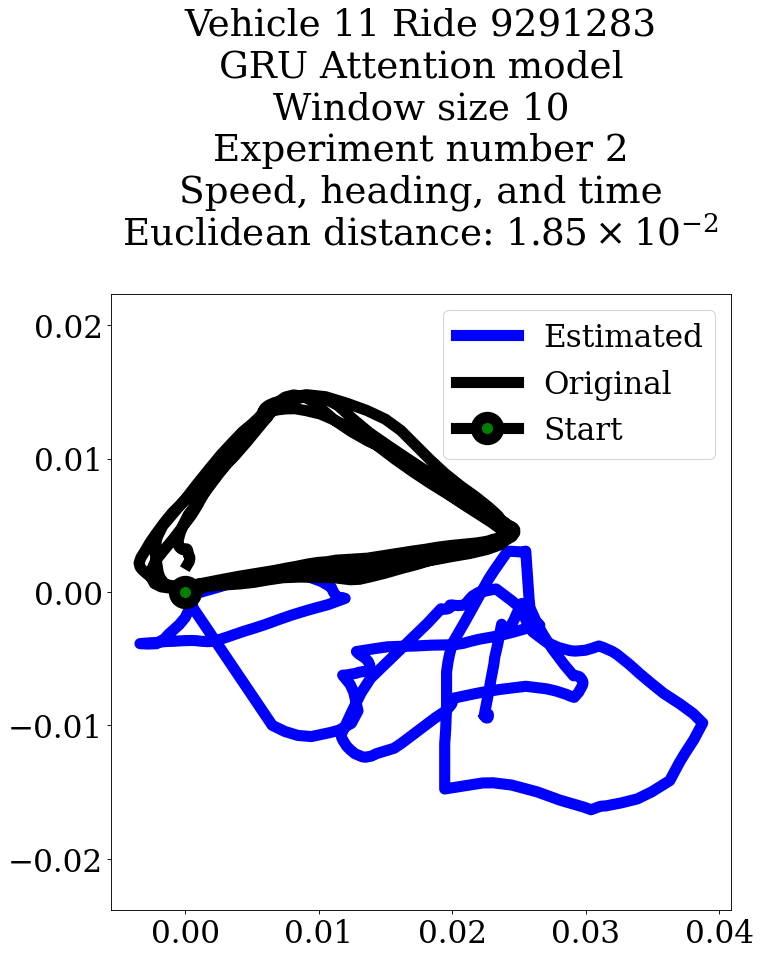 Vehicle 11 Ride 9291283
GRU Attention model
Window size 10
Experiment number 2
Speed, heading, and time
Euclidean distance: 1.85 × 10⁻²
Estimated
Original
Start
0.02
0.01
0.00
−0.01
−0.02
0.00 0.01 0.02 0.03 0.04